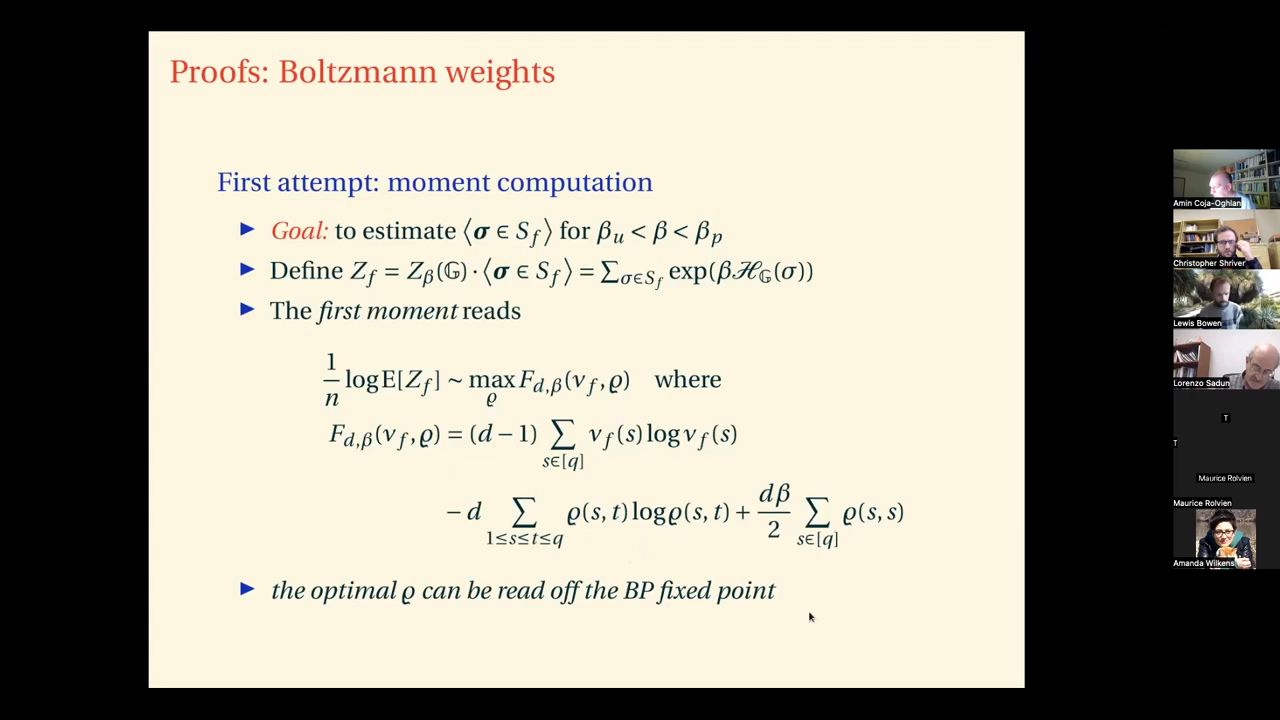 Proofs: Boltzmann weights
First attempt: moment computation
▶ Goal: to estimate ⟨σ ∈ S_f⟩ for β_u < β < β_p
▶ Define Z_f = Z_β(𝔾) · ⟨σ ∈ S_f⟩ = ∑_{σ∈S_f} exp(βℋ_𝔾(σ))
▶ The first moment reads
1/n log E[Z_f] ~ max_ϱ F_{d,β}(ν_f, ϱ) where
F_{d,β}(ν_f, ϱ) = (d − 1) ∑_{s∈[q]} ν_f(s) log ν_f(s)
− d ∑_{1≤s≤t≤q} ϱ(s, t) log ϱ(s, t) + dβ/2 ∑_{s∈[q]} ϱ(s, s)
▶ the optimal ϱ can be read off the BP fixed point
Amin Coja-Oghlan
Christopher Shriver
Lewis Bowen
Lorenzo Sadun
T
T
Maurice Rolvien
Maurice Rolvien
Amanda Wilkens